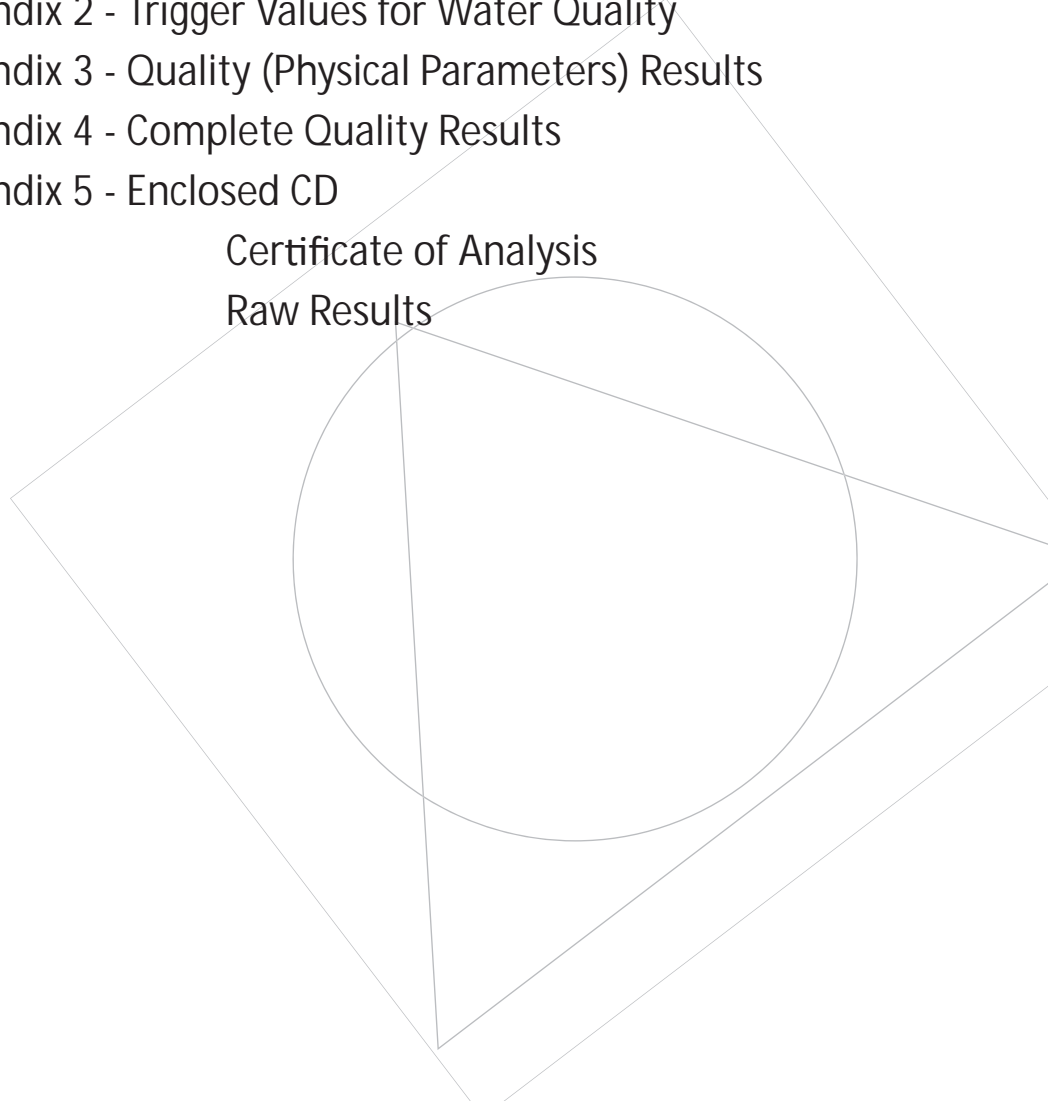 ndix 2 - Trigger Values for Water Quality
ndix 3 - Quality (Physical Parameters) Results
ndix 4 - Complete Quality Results
ndix 5 - Enclosed CD
Certificate of Analysis
Raw Results